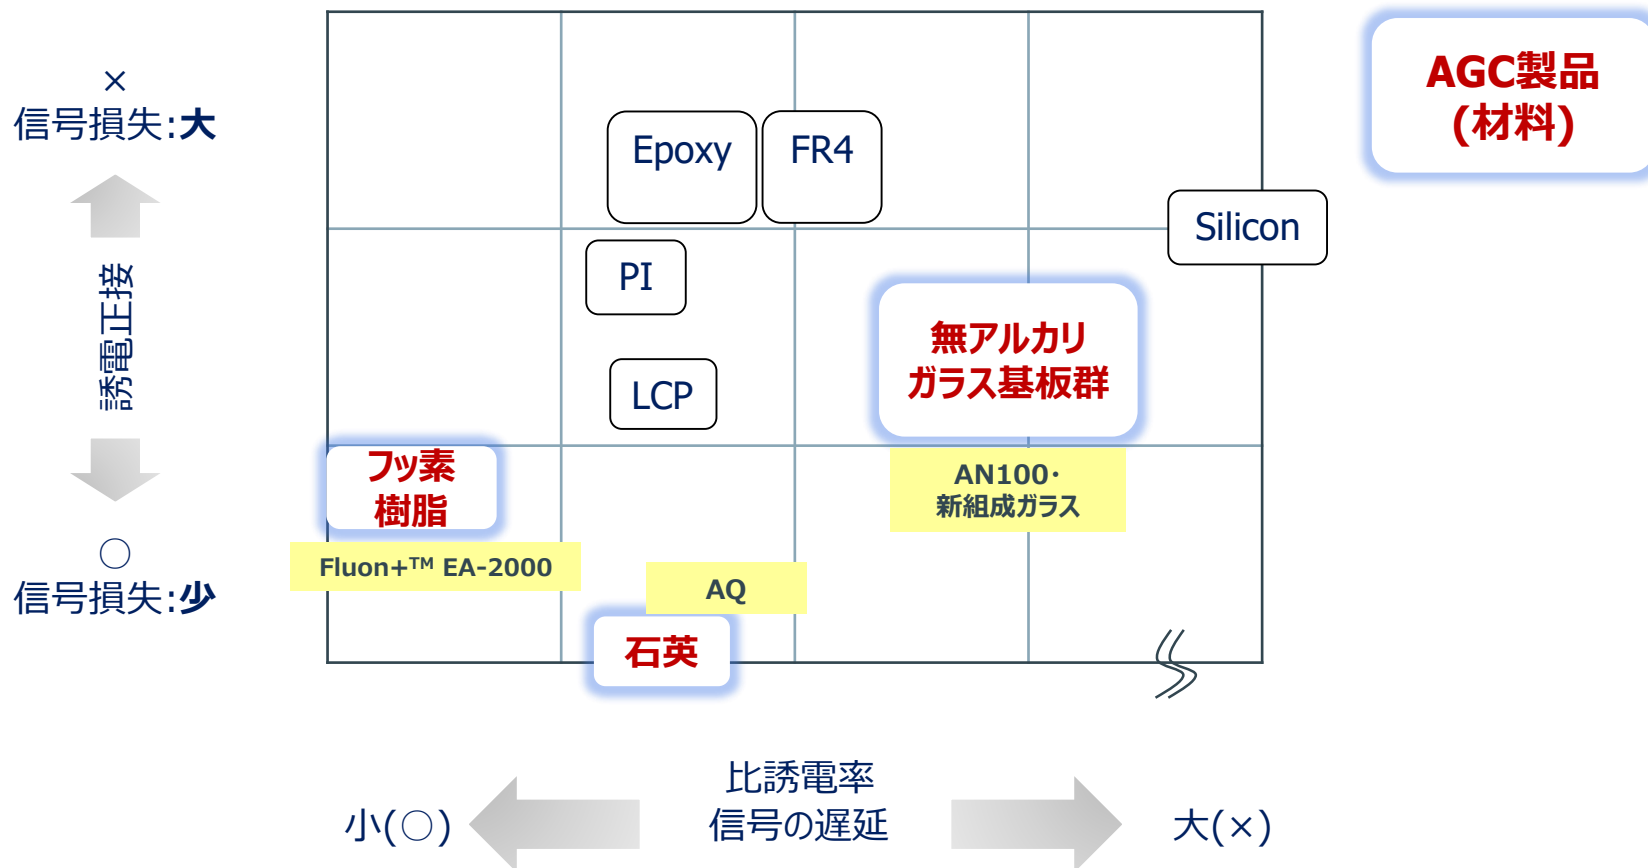 ×
信号損失:大
誘電正接
○
信号損失:少
Epoxy
FR4
Silicon
PI
LCP
無アルカリ
ガラス基板群
AN100・
新組成ガラス
フッ素
樹脂
Fluon+™ EA-2000
AQ
石英
AGC製品
(材料)
比誘電率
信号の遅延
小(○)
大(×)